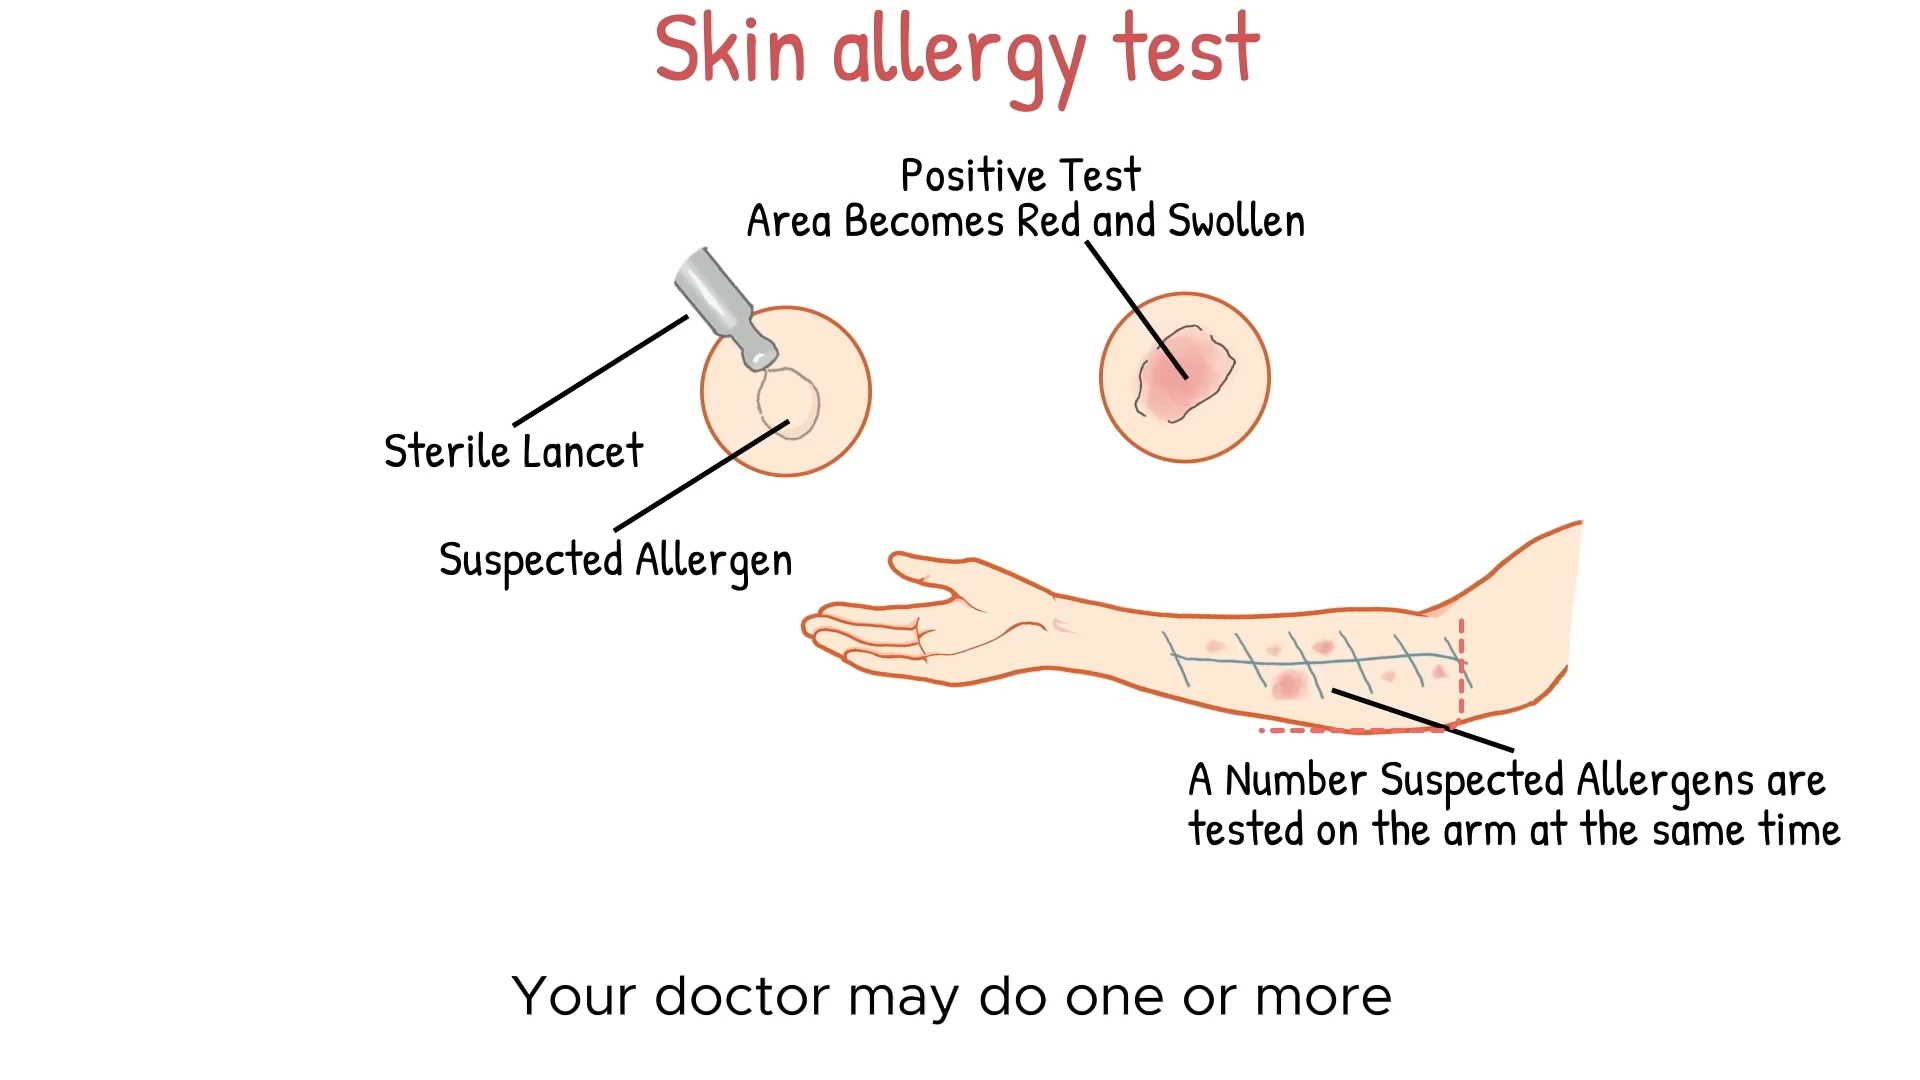 Skin allergy test
Positive Test
Area Becomes Red and Swollen
Sterile Lancet
Suspected Allergen
A Number Suspected Allergens are
tested on the arm at the same time
Your doctor may do one or more